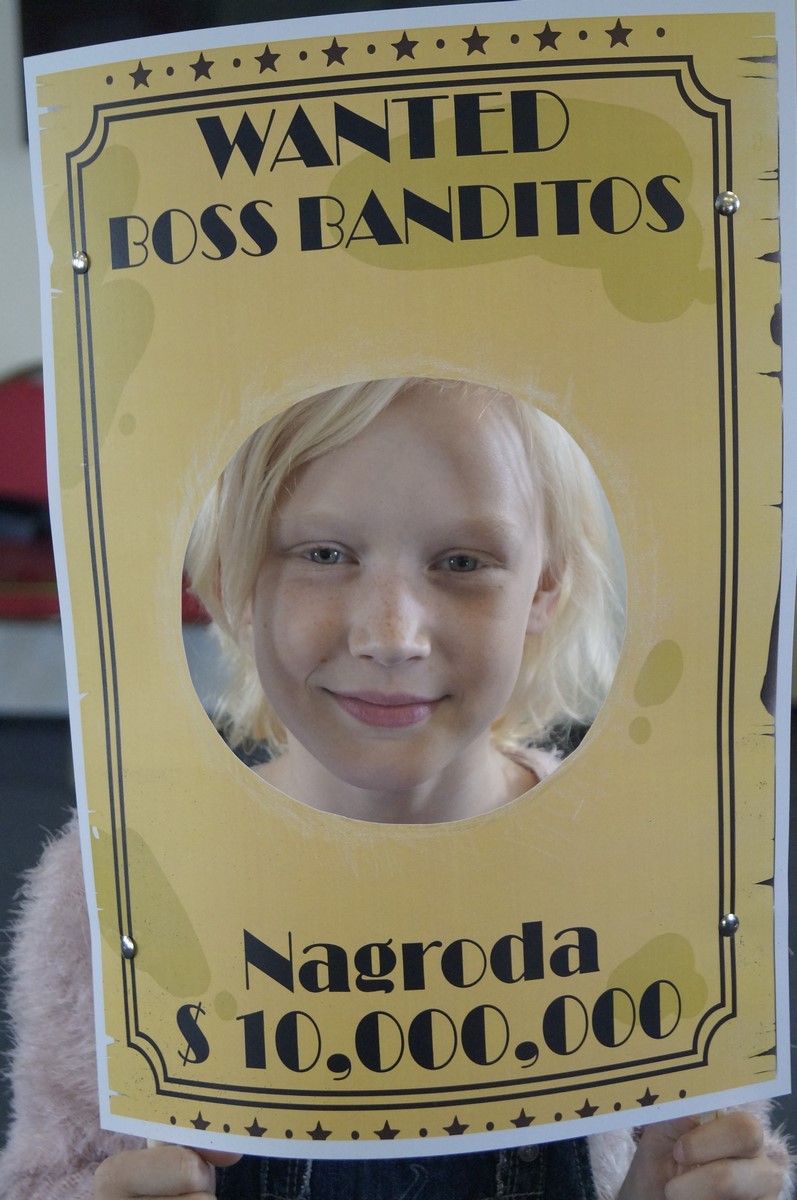 WANTED
BOSS BANDITOS
Nagroda
$ 10,000,000